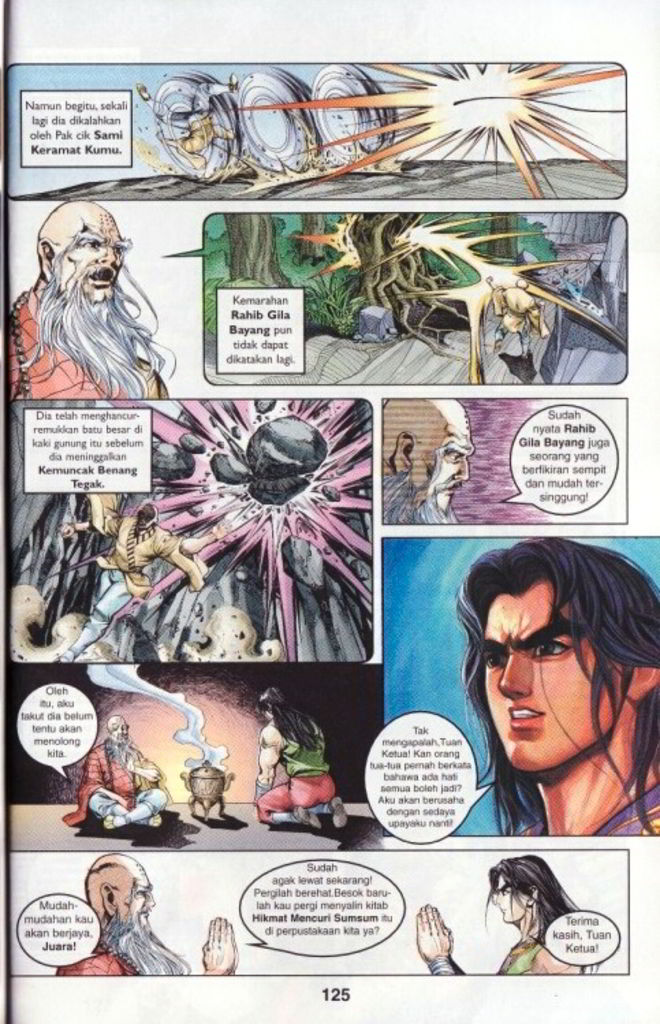 Namun begitu, sekali
lagi dia dikalahkan
oleh Pak cik Sami
Keramat Kumu.
Kemarahan
Rahib Gila
Bayang pun
tidak dapat
dikatakan lagi.
Dia telah menghancur-
remukkan batu besar di
kaki gunung itu sebelum
dia meninggalkan
Kemuncak Benang
Tegak.
Sudah
nyata Rahib
Gila Bayang juga
seorang yang
berfikiran sempit
dan mudah ter-
singgung!
Oleh
itu, aku
takut dia belum
tentu akan
menolong
kita.
Tak
mengapalah,Tuan
Ketua! Kan orang
tua-tua pernah berkata
bahawa ada hati
semua boleh jadi?
Aku akan berusaha
dengan sedaya
upayaku nanti!
Mudah-
mudahan kau
akan berjaya,
Juara!
Sudah
agak lewat sekarang!
Pergilah berehat.Besok baru-
lah kau pergi menyalin kitab
Hikmat Mencuri Sumsum itu
di perpustakaan kita ya?
Terima
kasih, Tuan
Ketua!
125